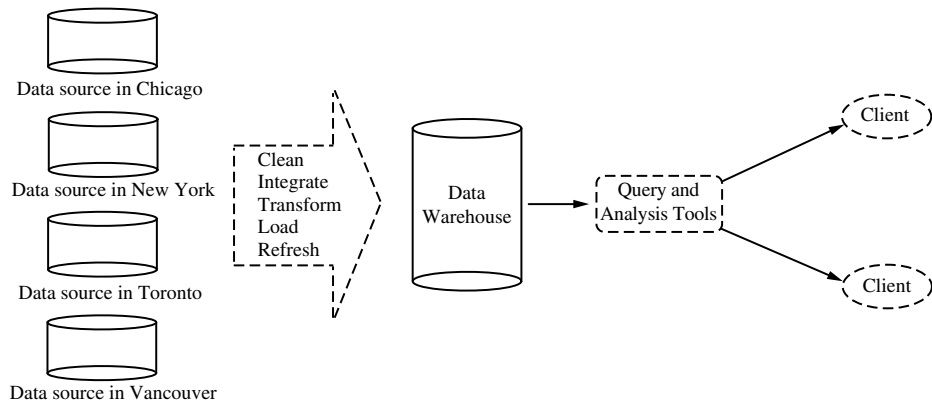 Data source in Chicago
Data source in New York
Data source in Toronto
Data source in Vancouver
Clean
Integrate
Transform
Load
Refresh
Data
Warehouse
Query and
Analysis Tools
Client
Client